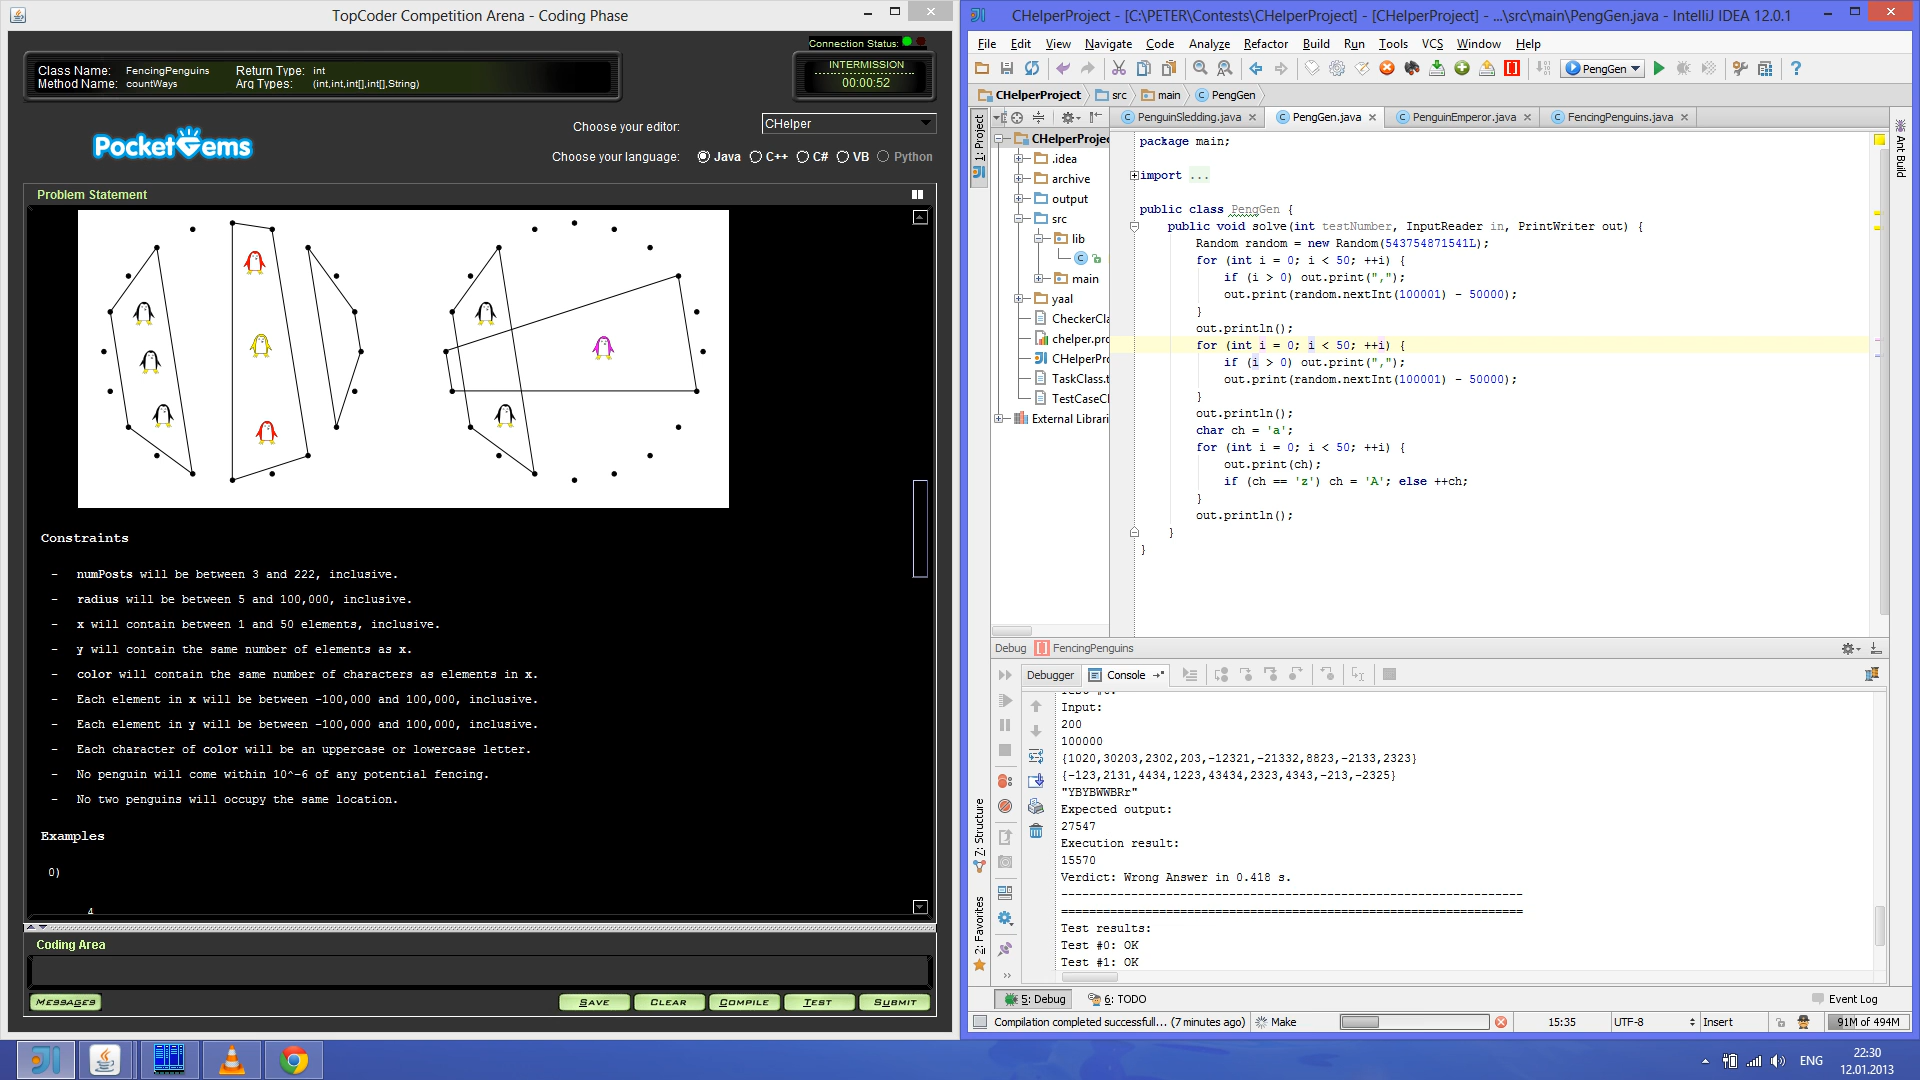 TopCoder Competition Arena - Coding Phase
Connection Status:
Class Name: FencingPenguins Return Type: int
Method Name: countWays Arg Types: (int,int,int[],int[],String)
INTERMISSION
00:00:52
PocketGems
Choose your editor: CHelper
Choose your language: Java C++ C# VB Python
Problem Statement
Constraints
- numPosts will be between 3 and 222, inclusive.
- radius will be between 5 and 100,000, inclusive.
- x will contain between 1 and 50 elements, inclusive.
- y will contain the same number of elements as x.
- color will contain the same number of characters as elements in x.
- Each element in x will be between -100,000 and 100,000, inclusive.
- Each element in y will be between -100,000 and 100,000, inclusive.
- Each character of color will be an uppercase or lowercase letter.
- No penguin will come within 10^-6 of any potential fencing.
- No two penguins will occupy the same location.
Examples
0)
4
Coding Area
MESSAGES SAVE CLEAR COMPILE TEST SUBMIT
CHelperProject - [C:\PETER\Contests\CHelperProject] - [CHelperProject] - ...\src\main\PengGen.java - IntelliJ IDEA 12.0.1
File Edit View Navigate Code Analyze Refactor Build Run Tools VCS Window Help
PengGen
CHelperProject src main PengGen
PenguinSledding.java PengGen.java PenguinEmperor.java FencingPenguins.java
1: Project
CHelperProjec
.idea
archive
output
src
lib
main
yaal
CheckerCla
chelper.pro
CHelperPro
TaskClass.t
TestCaseCl
External Librari
package main;
import ...
public class PengGen {
public void solve(int testNumber, InputReader in, PrintWriter out) {
Random random = new Random(543754871541L);
for (int i = 0; i < 50; ++i) {
if (i > 0) out.print(",");
out.print(random.nextInt(100001) - 50000);
}
out.println();
for (int i = 0; i < 50; ++i) {
if (i > 0) out.print(",");
out.print(random.nextInt(100001) - 50000);
}
out.println();
char ch = 'a';
for (int i = 0; i < 50; ++i) {
out.print(ch);
if (ch == 'z') ch = 'A'; else ++ch;
}
out.println();
}
}
Ant Build
Debug FencingPenguins
Debugger Console
7: Structure
2: Favorites
Input:
200
100000
{1020,30203,2302,203,-12321,-21332,8823,-2133,2323}
{-123,2131,4434,1223,43434,2323,4343,-213,-2325}
"YBYBWWBRr"
Expected output:
27547
Execution result:
15570
Verdict: Wrong Answer in 0.418 s.
------------------------------------------------------------------
==================================================================
Test results:
Test #0: OK
Test #1: OK
5: Debug 6: TODO Event Log
Compilation completed successfull... (7 minutes ago) Make 15:35 UTF-8 Insert 91M of 494M
ENG 22:30
12.01.2013